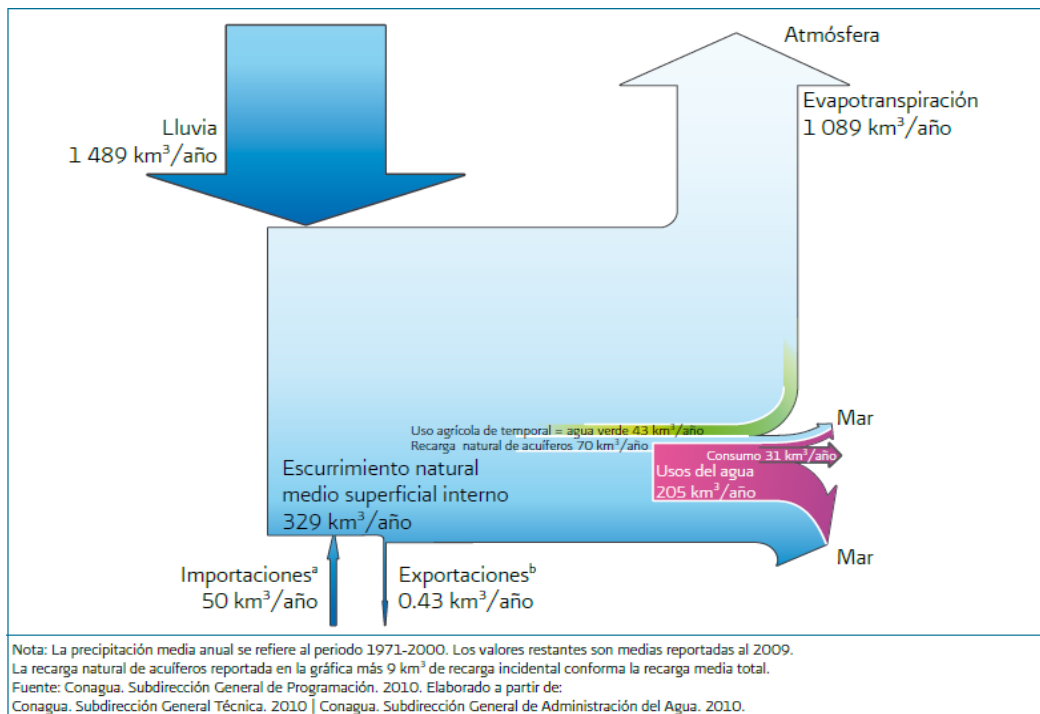 Atmósfera
Lluvia
1 489 km³/año
Evapotranspiración
1 089 km³/año
Uso agrícola de temporal = agua verde 43 km³/año
Recarga natural de acuíferos 70 km³/año
Mar
Consumo 31 km³/año
Usos del agua
205 km³/año
Escurrimiento natural
medio superficial interno
329 km³/año
Mar
Importacionesᵃ
50 km³/año
Exportacionesᵇ
0.43 km³/año
Nota: La precipitación media anual se refiere al periodo 1971-2000. Los valores restantes son medias reportadas al 2009.
La recarga natural de acuíferos reportada en la gráfica más 9 km³ de recarga incidental conforma la recarga media total.
Fuente: Conagua. Subdirección General de Programación. 2010. Elaborado a partir de:
Conagua. Subdirección General Técnica. 2010 | Conagua. Subdirección General de Administración del Agua. 2010.